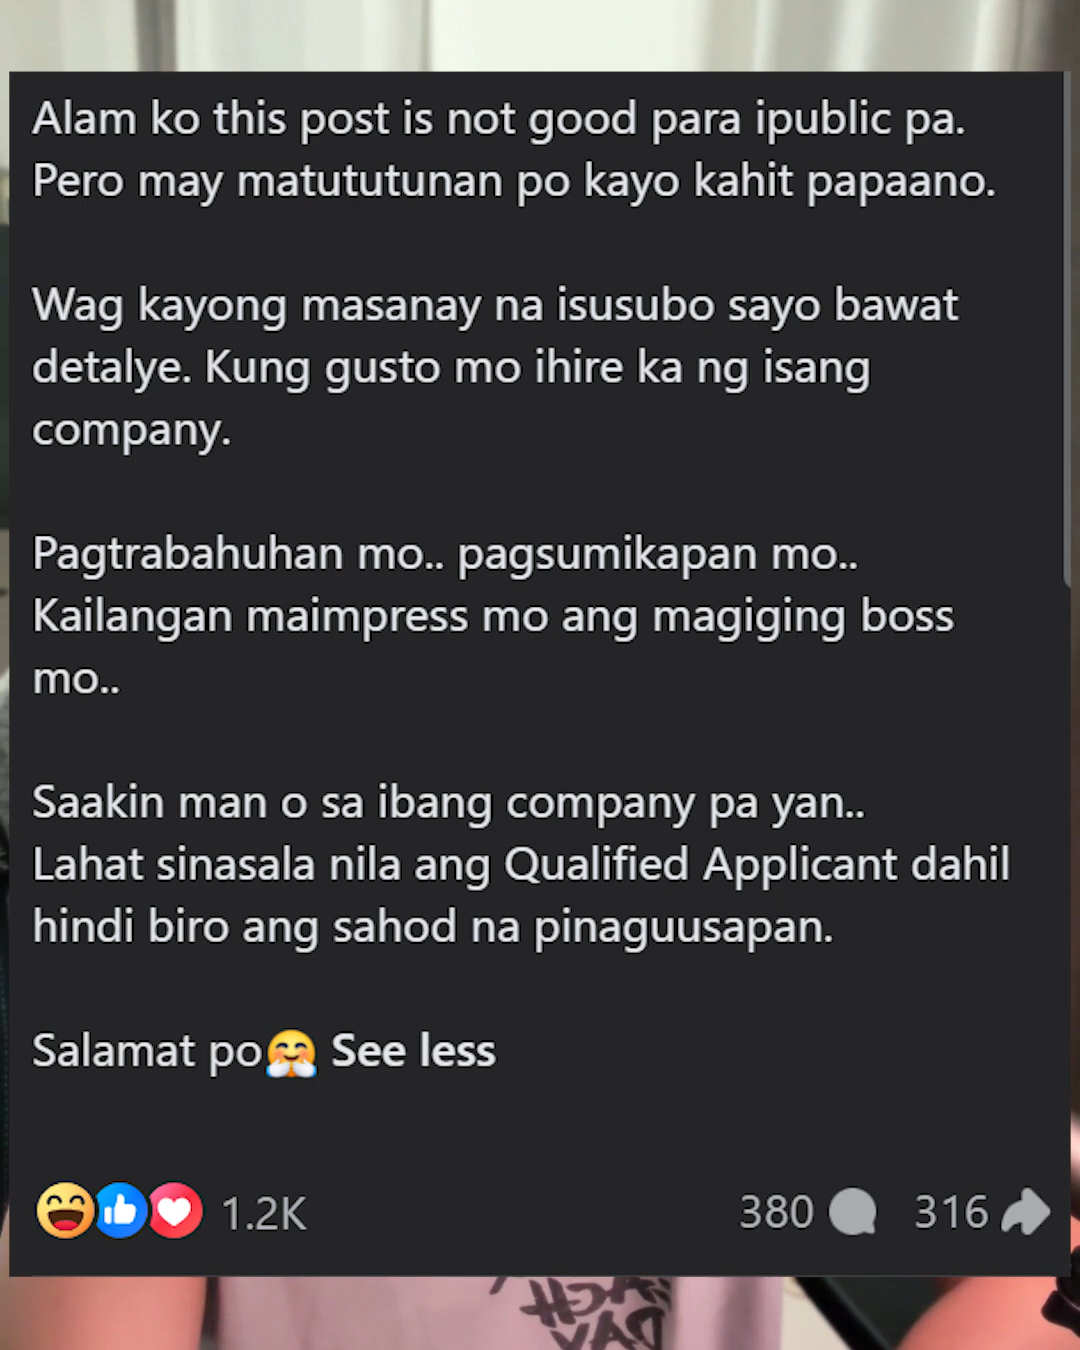 Alam ko this post is not good para ipublic pa.
Pero may matututunan po kayo kahit papaano.
Wag kayong masanay na isusubo sayo bawat
detalye. Kung gusto mo ihire ka ng isang
company.
Pagtrabahuhan mo.. pagsumikapan mo..
Kailangan maimpress mo ang magiging boss
mo..
Saakin man o sa ibang company pa yan..
Lahat sinasala nila ang Qualified Applicant dahil
hindi biro ang sahod na pinaguusapan.
Salamat po🤗 See less
1.2K 380 316
DAY